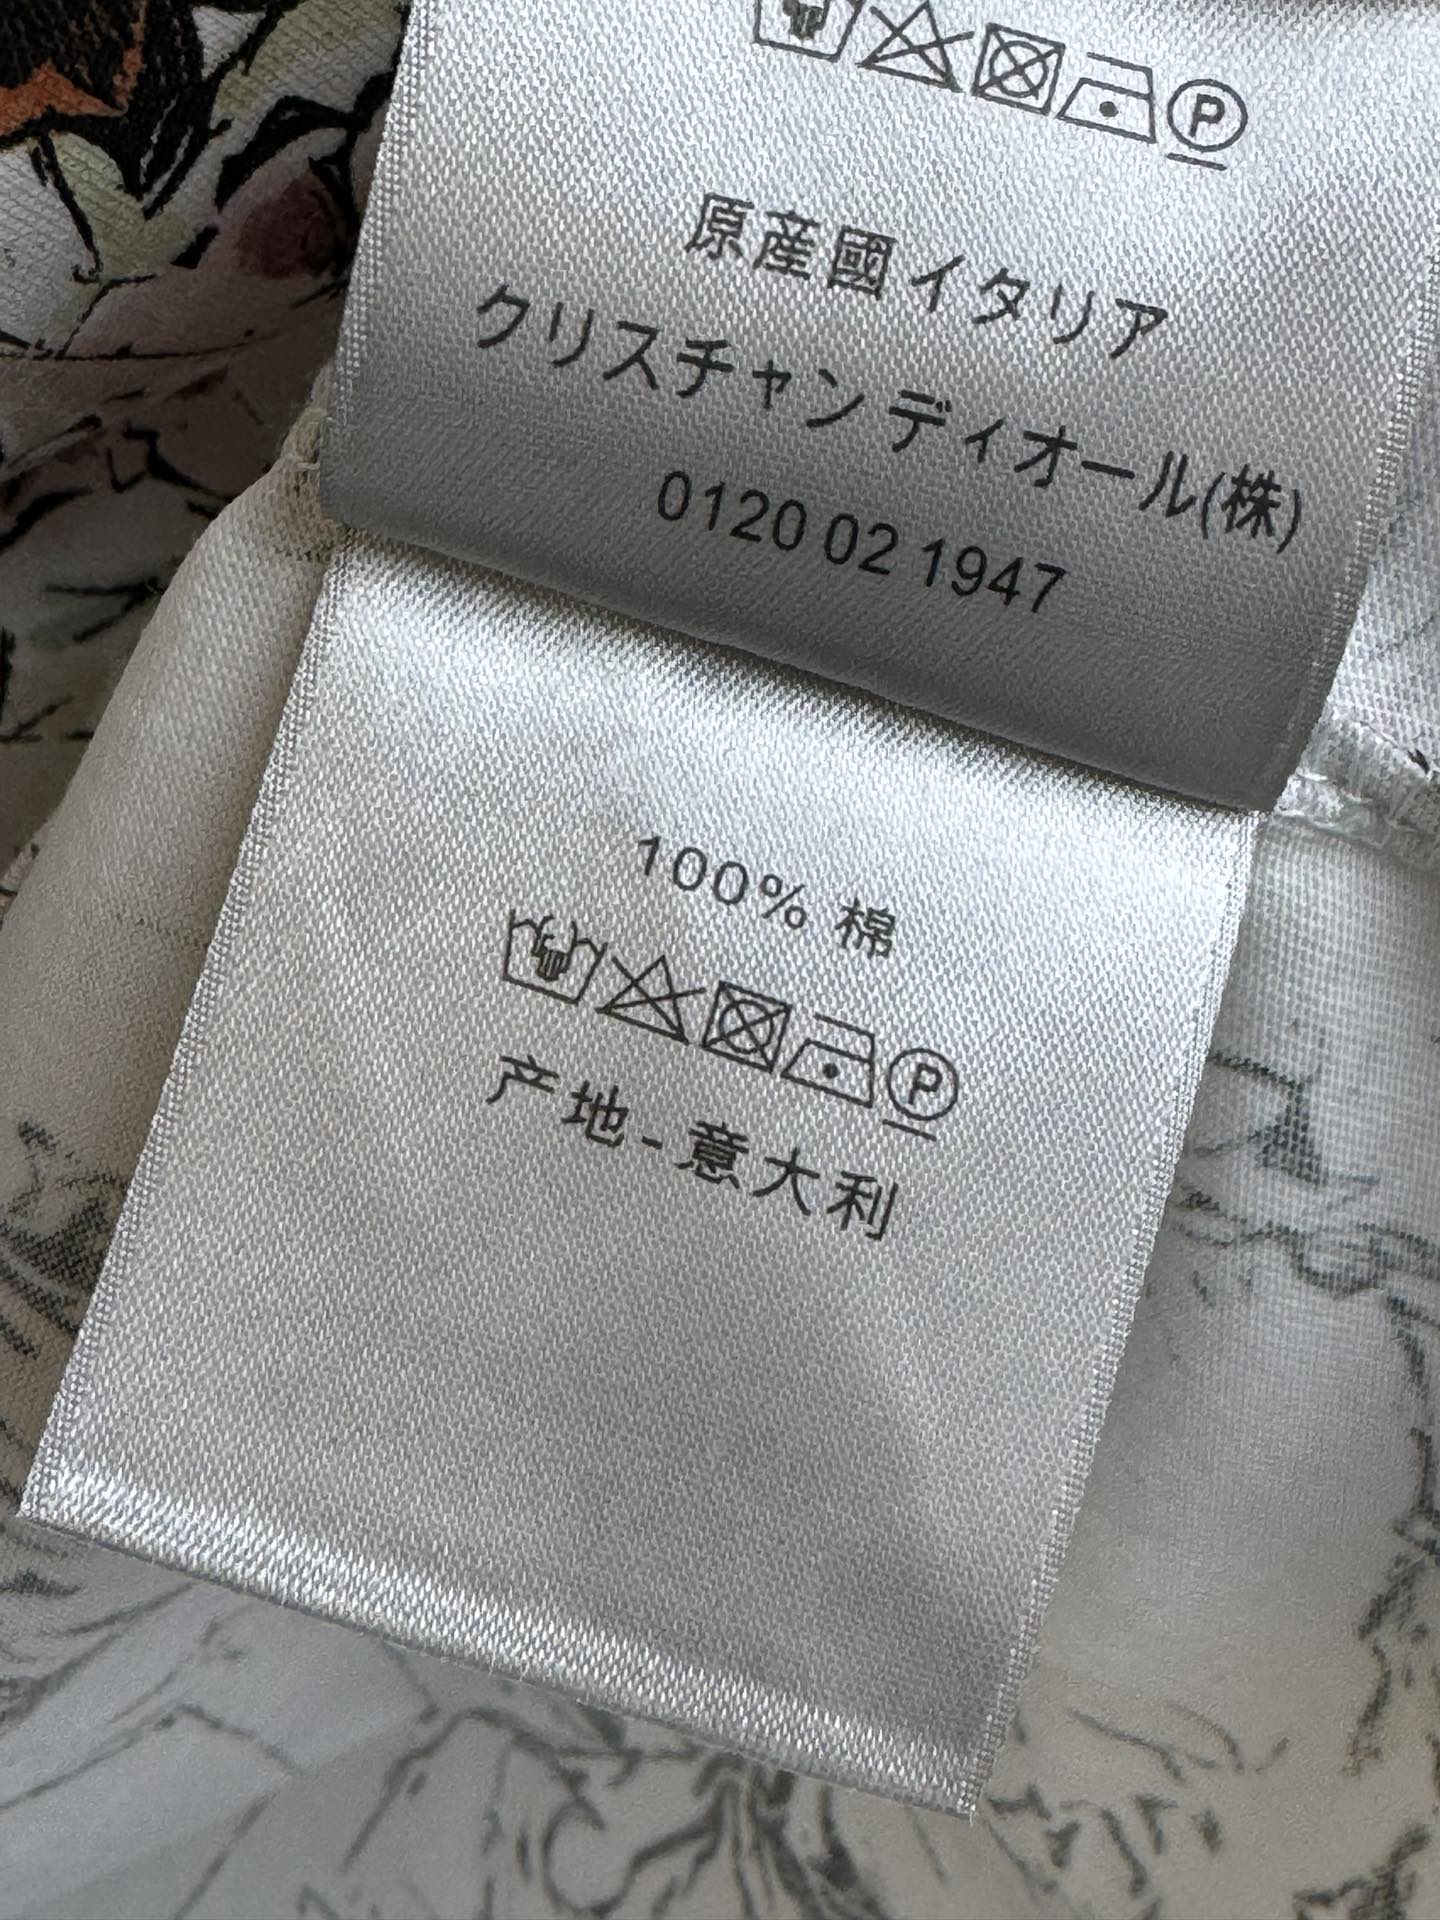 P
原産國イタリア
クリスチャン ディオール(株)
0120 02 1947
100% 棉
P
产地-意大利